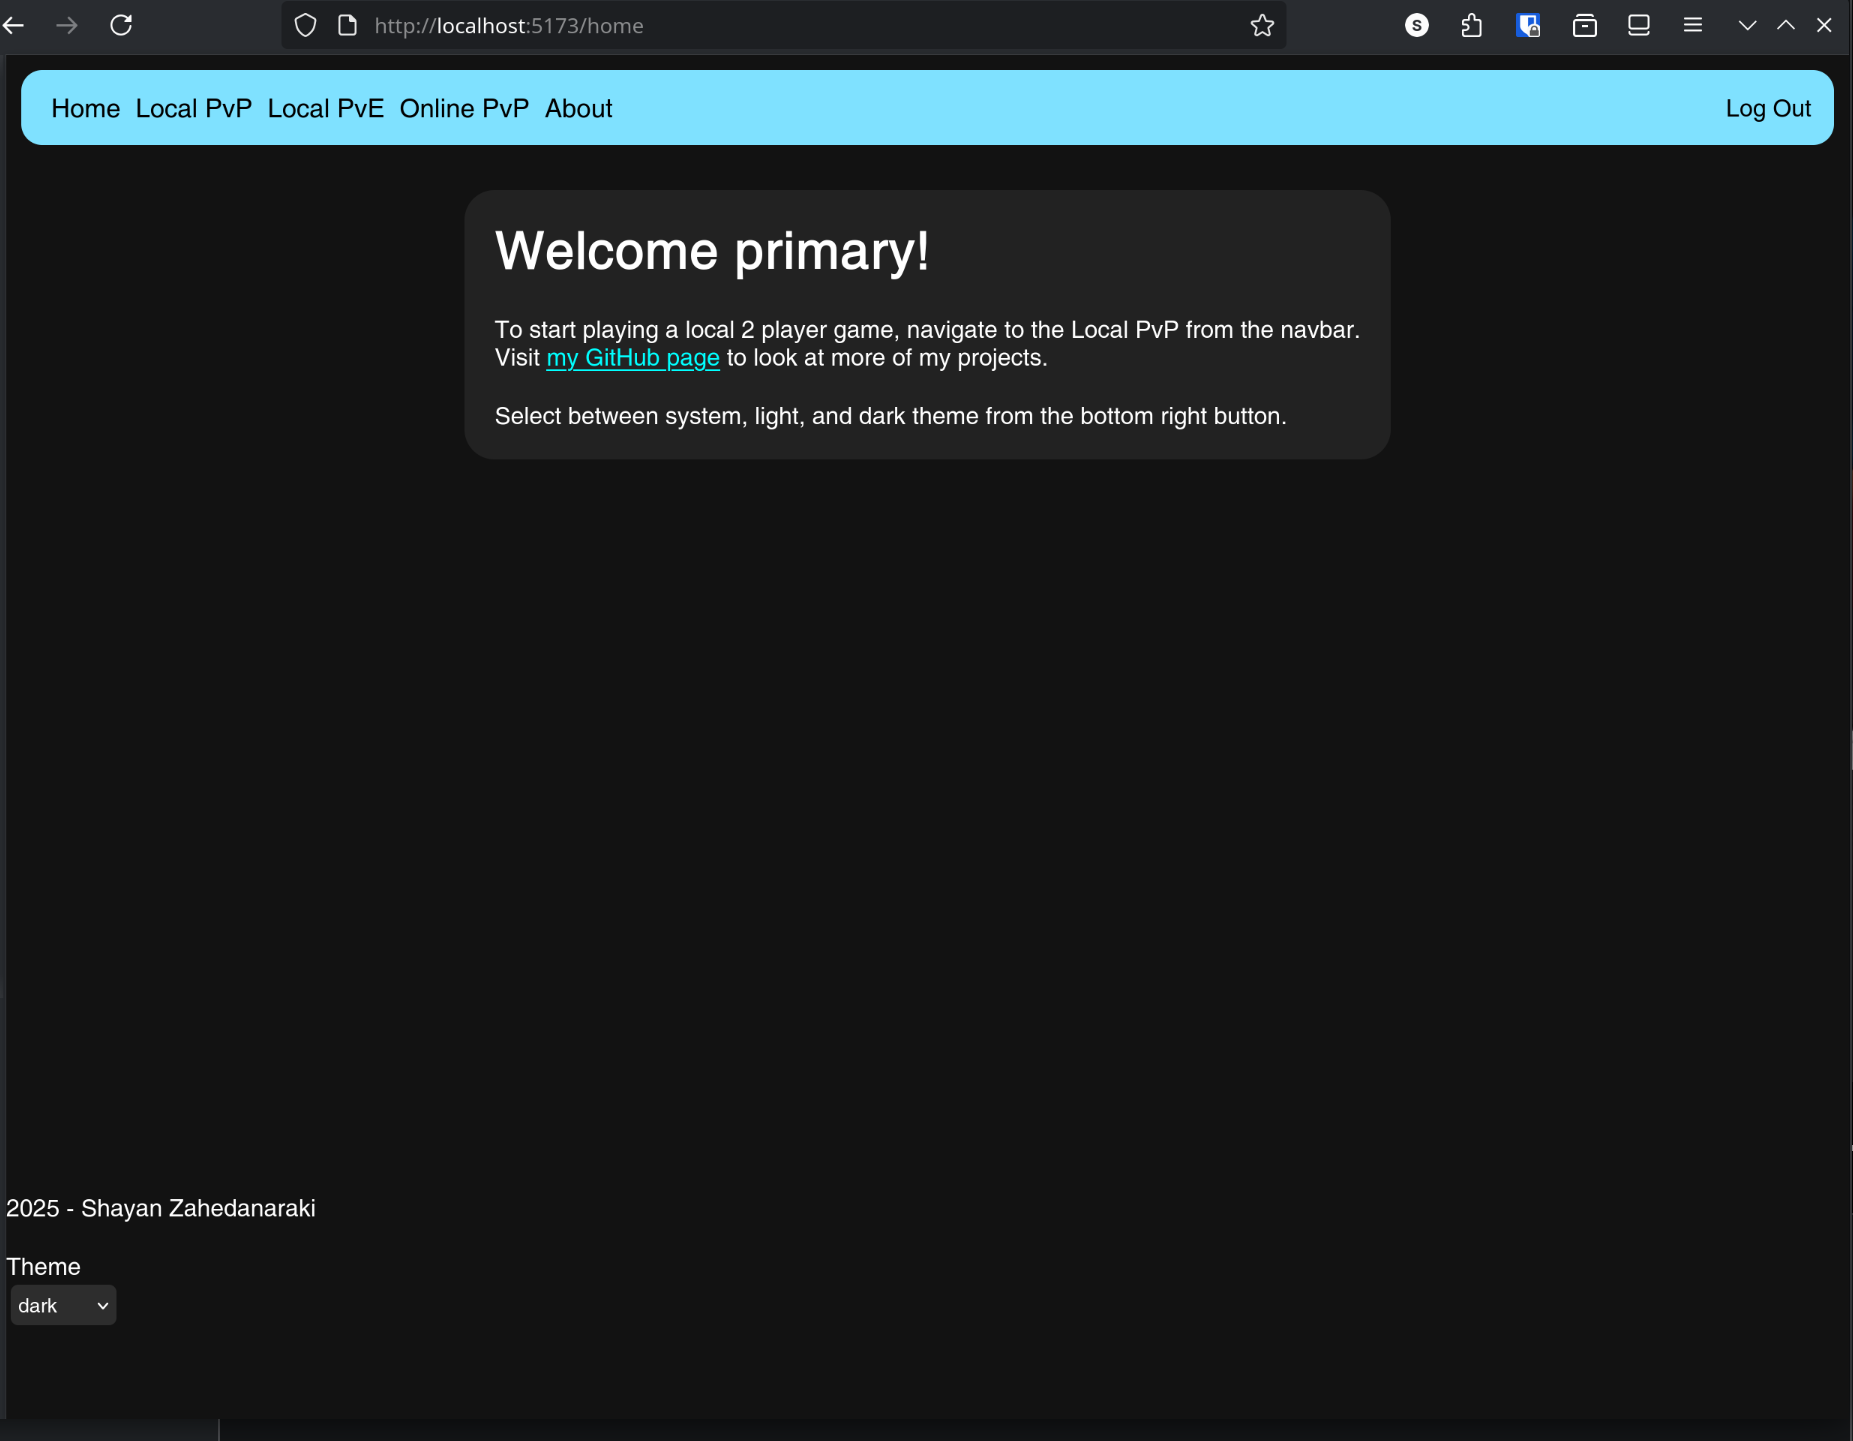 http://localhost:5173/home
S
Home Local PvP Local PvE Online PvP About Log Out
Welcome primary!
To start playing a local 2 player game, navigate to the Local PvP from the navbar.
Visit my GitHub page to look at more of my projects.
Select between system, light, and dark theme from the bottom right button.
2025 - Shayan Zahedanaraki
Theme
dark